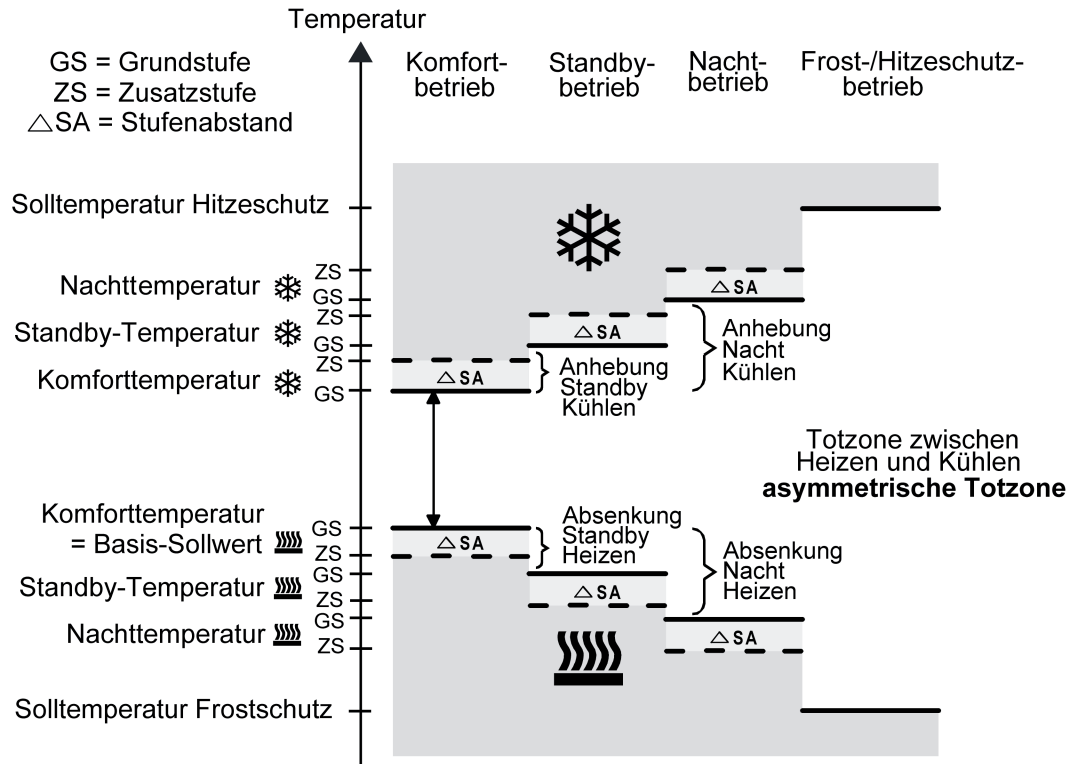 Temperatur
GS = Grundstufe
ZS = Zusatzstufe
△SA = Stufenabstand
Komfort-
betrieb
Standby-
betrieb
Nacht-
betrieb
Frost-/Hitzeschutz-
betrieb
Solltemperatur Hitzeschutz
Nachttemperatur
ZS
GS
△SA
Standby-Temperatur
ZS
GS
△SA
Komforttemperatur
ZS
GS
△SA
Anhebung
Standby
Kühlen
Anhebung
Nacht
Kühlen
Totzone zwischen
Heizen und Kühlen
asymmetrische Totzone
Komforttemperatur
= Basis-Sollwert
GS
ZS
△SA
Absenkung
Standby
Heizen
Absenkung
Nacht
Heizen
Standby-Temperatur
GS
ZS
△SA
Nachttemperatur
GS
ZS
△SA
Solltemperatur Frostschutz